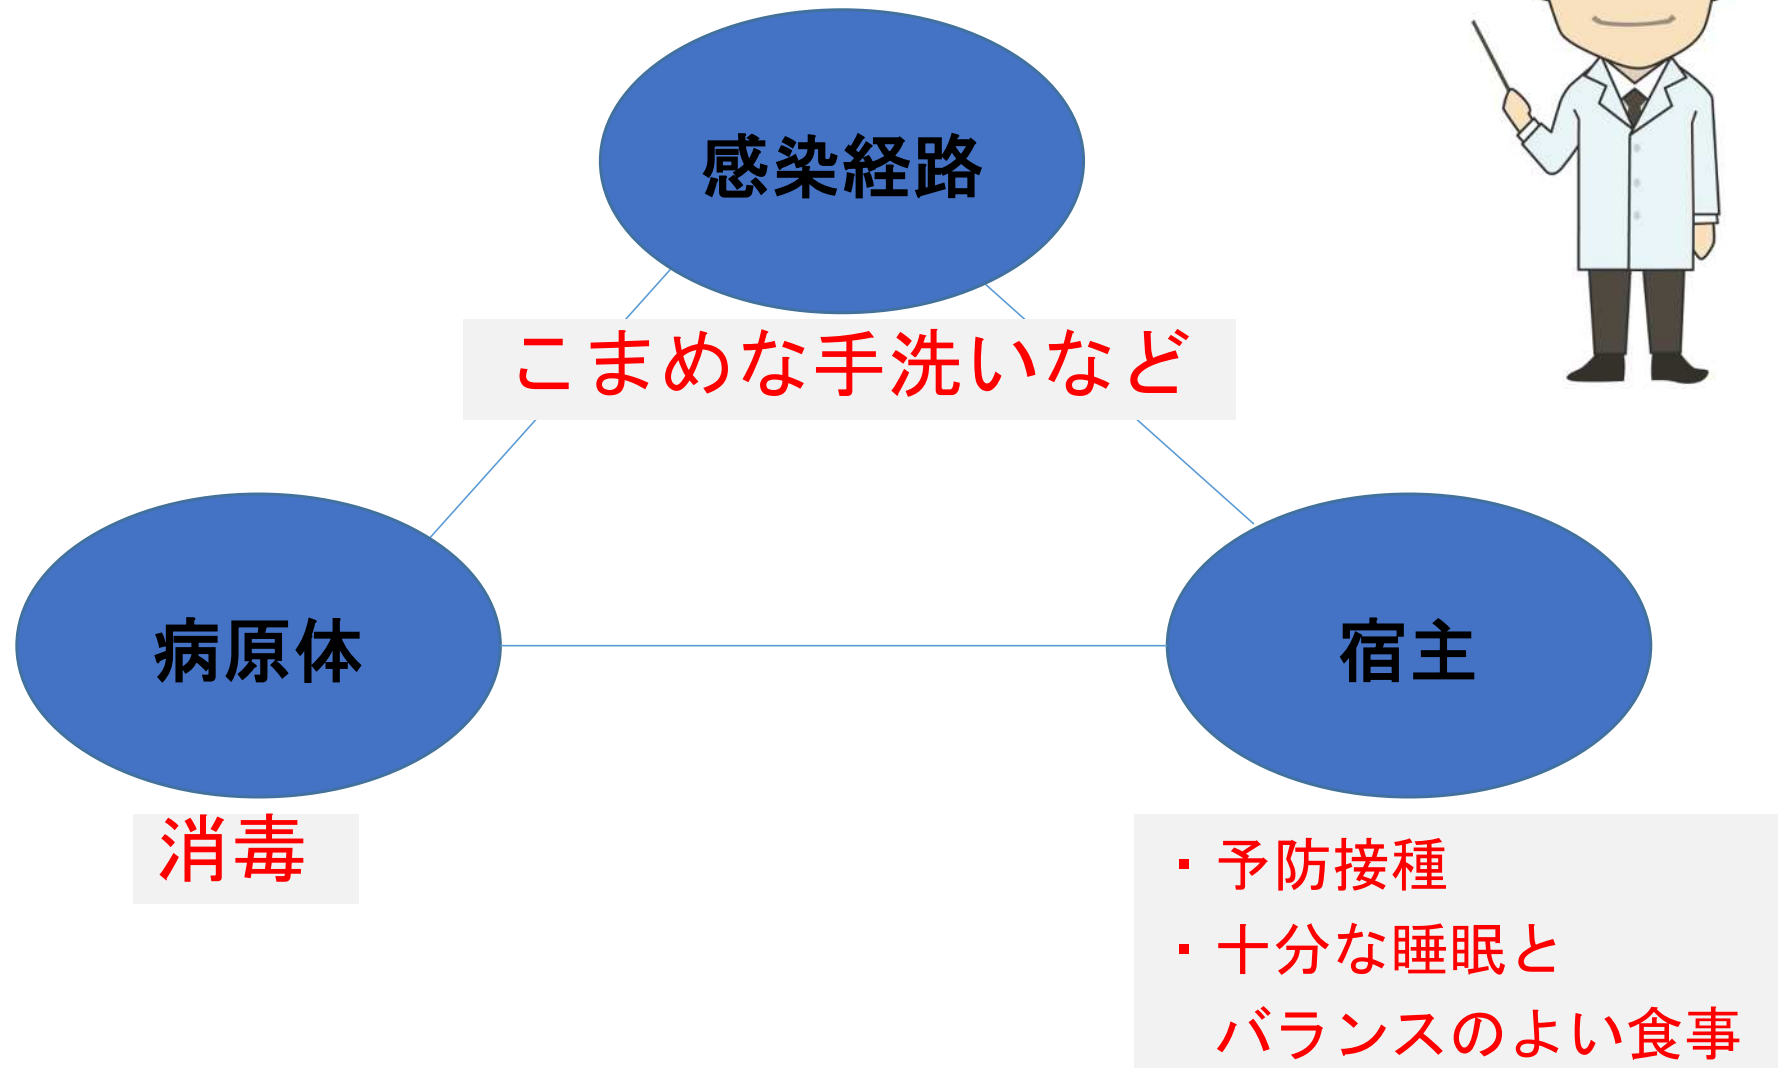 感染経路
こまめな手洗いなど
病原体
宿主
消毒
・予防接種
・十分な睡眠と
バランスのよい食事